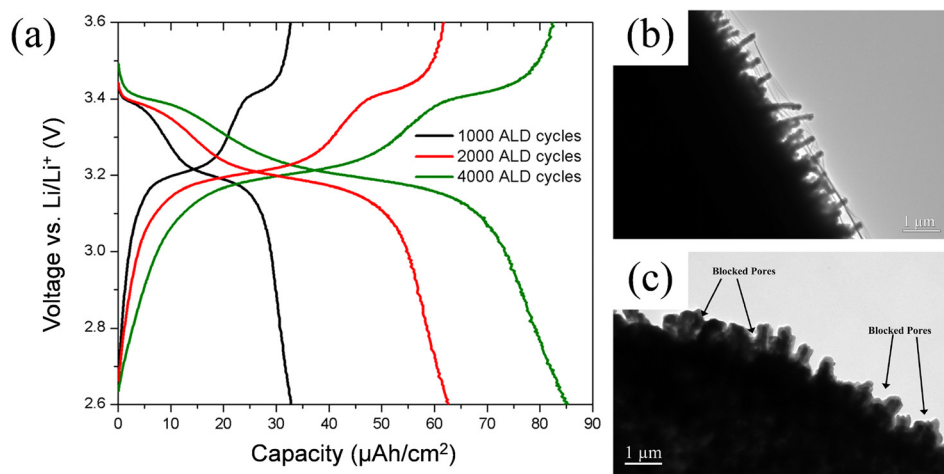 (a)
3.6
3.4
3.2
3.0
2.8
2.6
Voltage vs. Li/Li⁺ (V)
1000 ALD cycles
2000 ALD cycles
4000 ALD cycles
0 10 20 30 40 50 60 70 80 90
Capacity (µAh/cm²)
(b)
1 µm
(c)
Blocked Pores
Blocked Pores
1 µm